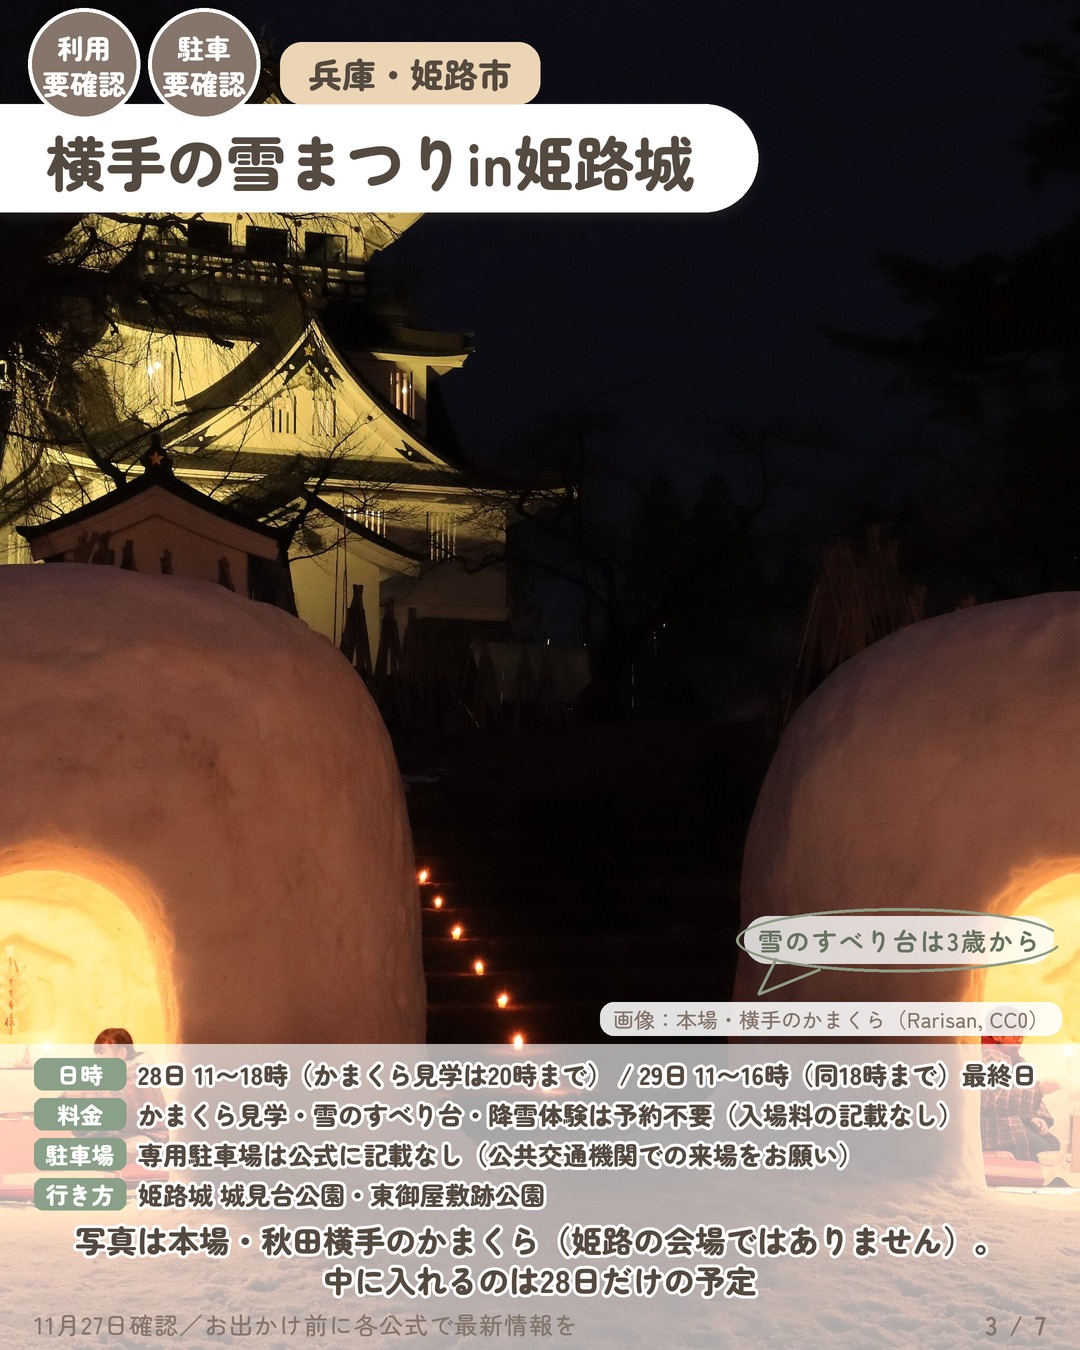 利用
要確認
駐車
要確認
兵庫・姫路市
横手の雪まつりin姫路城
雪のすべり台は3歳から
画像：本場・横手のかまくら（Rarisan, CC0）
日時 28日 11〜18時（かまくら見学は20時まで） / 29日 11〜16時（同18時まで）最終日
料金 かまくら見学・雪のすべり台・降雪体験は予約不要（入場料の記載なし）
駐車場 専用駐車場は公式に記載なし（公共交通機関での来場をお願い）
行き方 姫路城 城見台公園・東御屋敷跡公園
写真は本場・秋田横手のかまくら（姫路の会場ではありません）。
中に入れるのは28日だけの予定
11月27日確認／お出かけ前に各公式で最新情報を
3 / 7